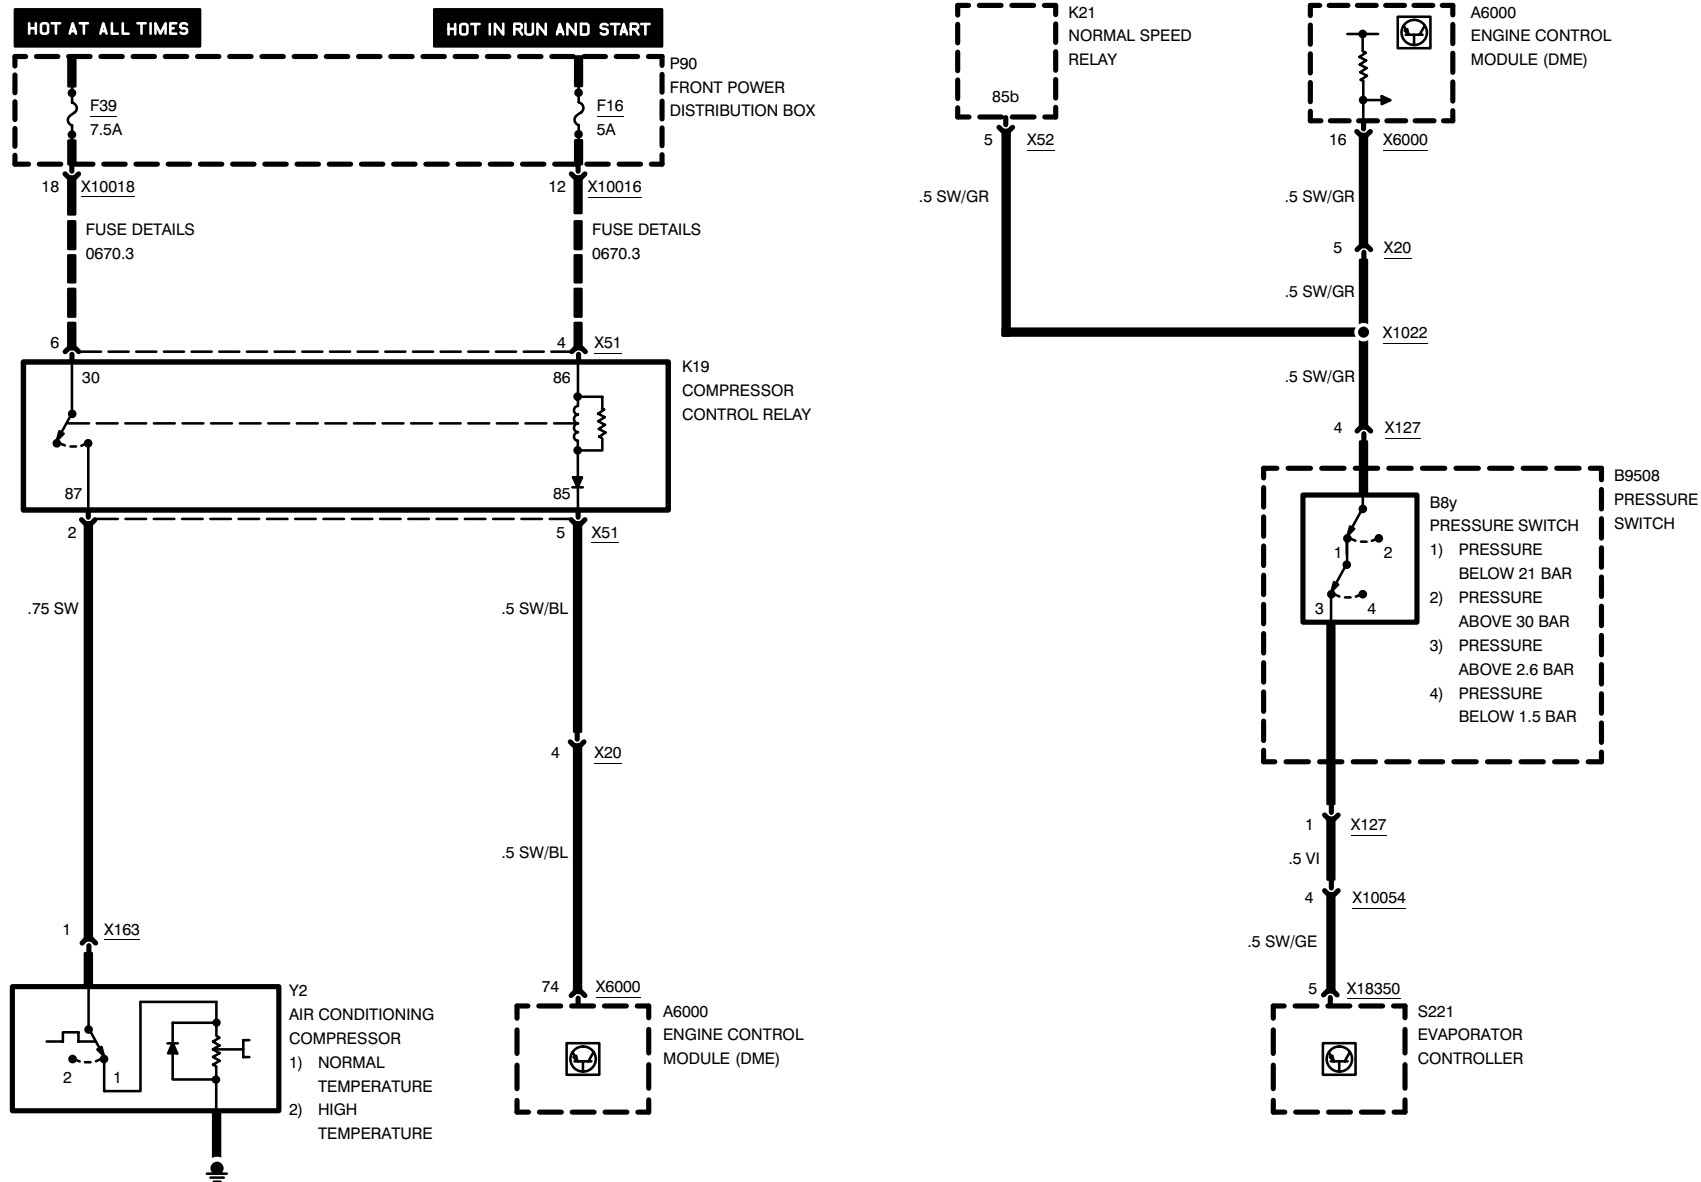 HOT AT ALL TIMES
HOT IN RUN AND START
P90
FRONT POWER
DISTRIBUTION BOX
F39
7.5A
F16
5A
18 X10018
12 X10016
FUSE DETAILS
0670.3
FUSE DETAILS
0670.3
6
4 X51
30
86
K19
COMPRESSOR
CONTROL RELAY
87
85
2
5 X51
.75 SW
.5 SW/BL
4 X20
.5 SW/BL
1 X163
74 X6000
Y2
AIR CONDITIONING
COMPRESSOR
1) NORMAL
TEMPERATURE
2) HIGH
TEMPERATURE
2
1
A6000
ENGINE CONTROL
MODULE (DME)
K21
NORMAL SPEED
RELAY
85b
5 X52
.5 SW/GR
A6000
ENGINE CONTROL
MODULE (DME)
16 X6000
.5 SW/GR
5 X20
.5 SW/GR
X1022
.5 SW/GR
4 X127
B9508
PRESSURE
SWITCH
B8y
PRESSURE SWITCH
1) PRESSURE
BELOW 21 BAR
2) PRESSURE
ABOVE 30 BAR
3) PRESSURE
ABOVE 2.6 BAR
4) PRESSURE
BELOW 1.5 BAR
1
2
3
4
1 X127
.5 VI
4 X10054
.5 SW/GE
5 X18350
S221
EVAPORATOR
CONTROLLER